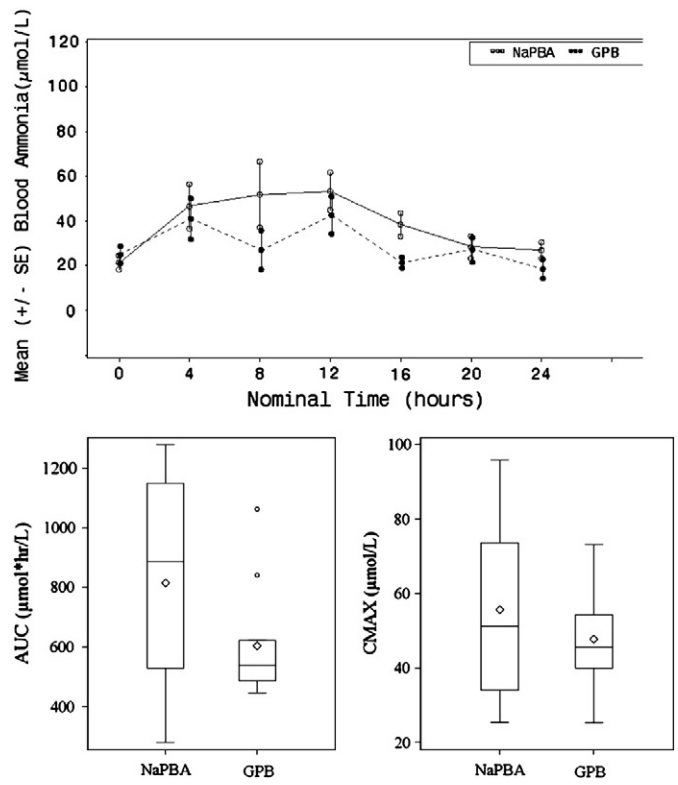 Mean (+/- SE) Blood Ammonia(µmol/L)
120
100
80
60
40
20
0
NaPBA GPB
0 4 8 12 16 20 24
Nominal Time (hours)
AUC (µmol*hr/L)
1200
1000
800
600
400
NaPBA GPB
CMAX (µmol/L)
100
80
60
40
20
NaPBA GPB